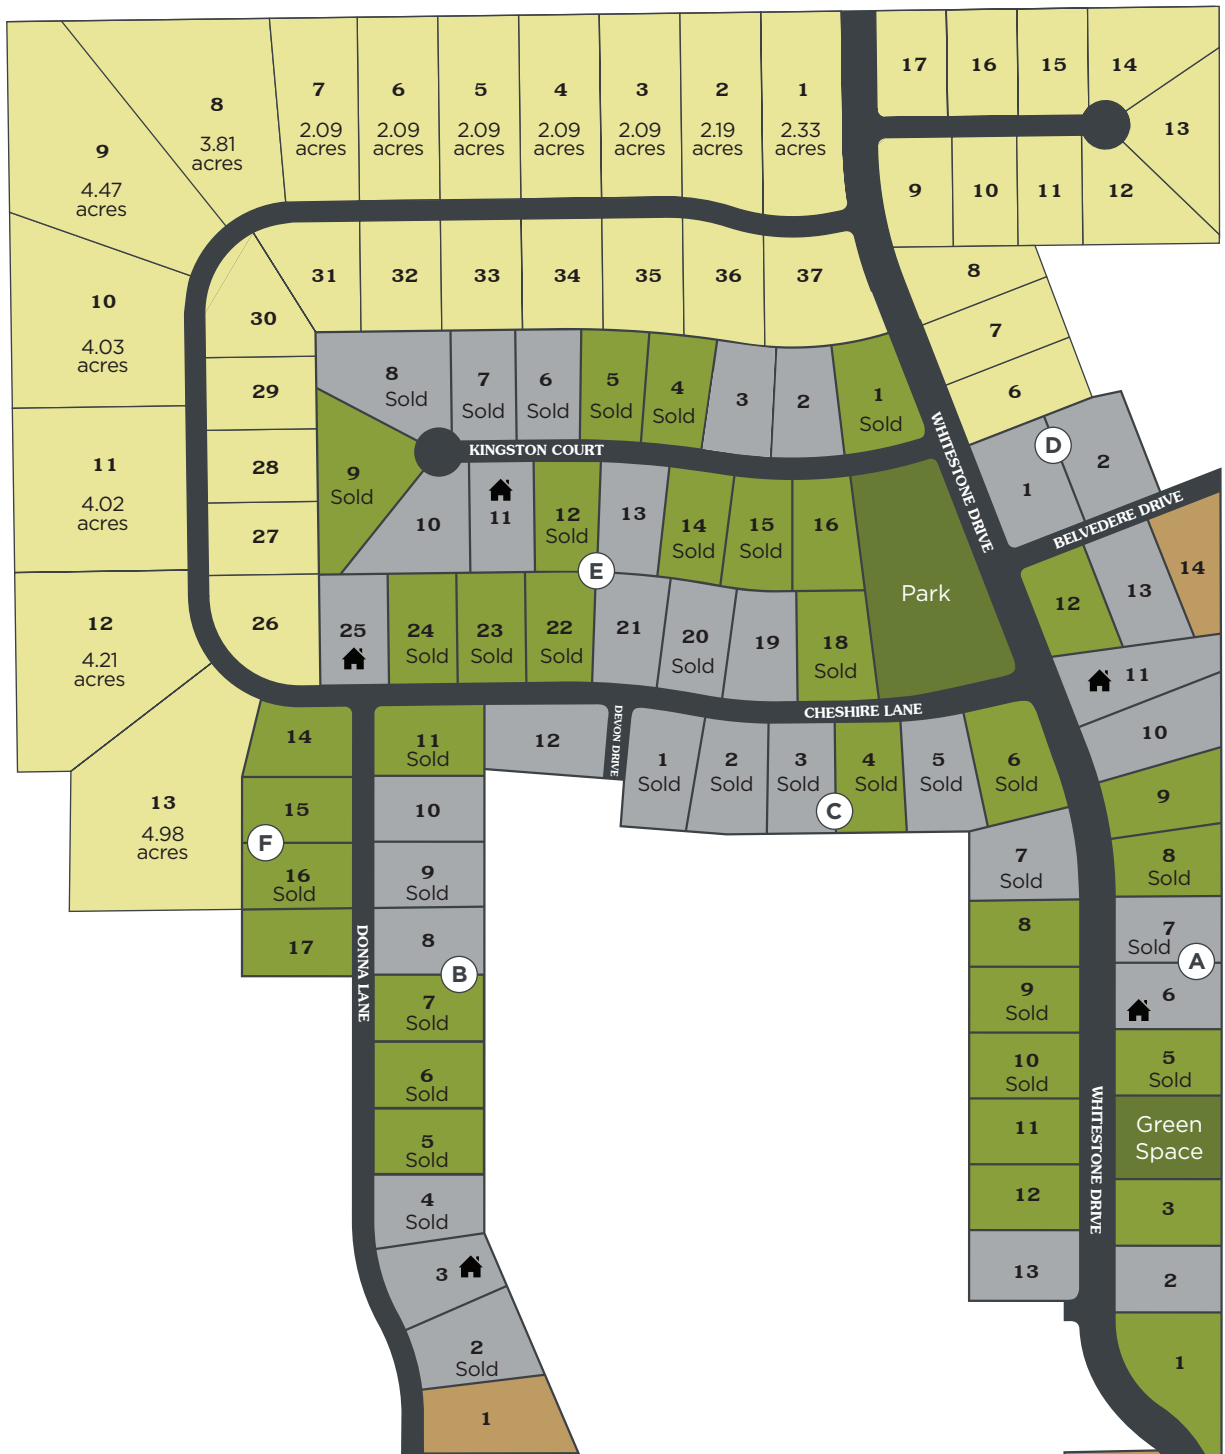 7
2.09
acres
6
2.09
acres
5
2.09
acres
4
2.09
acres
3
2.09
acres
2
2.19
acres
1
2.33
acres
8
3.81
acres
9
4.47
acres
10
4.03
acres
11
4.02
acres
12
4.21
acres
13
4.98
acres
17
16
15
14
13
9
10
11
12
8
7
6
31
32
33
34
35
36
37
30
29
28
27
26
8
Sold
7
Sold
6
Sold
5
Sold
4
Sold
3
2
1
Sold
KINGSTON COURT
WHITESTONE DRIVE
9
Sold
10
11
12
Sold
13
14
Sold
15
Sold
16
Park
E
25
24
Sold
23
Sold
22
Sold
21
20
Sold
19
18
Sold
D
1
2
BELVEDERE DRIVE
12
13
14
11
10
9
8
Sold
7
Sold
A
6
5
Sold
Green
Space
3
2
1
CHESHIRE LANE
DEVON DRIVE
1
Sold
2
Sold
3
Sold
4
Sold
5
Sold
6
Sold
C
7
Sold
8
9
Sold
10
Sold
11
12
13
WHITESTONE DRIVE
14
15
F
16
Sold
17
DONNA LANE
11
Sold
12
10
9
Sold
8
B
7
Sold
6
Sold
5
Sold
4
Sold
3
2
Sold
1